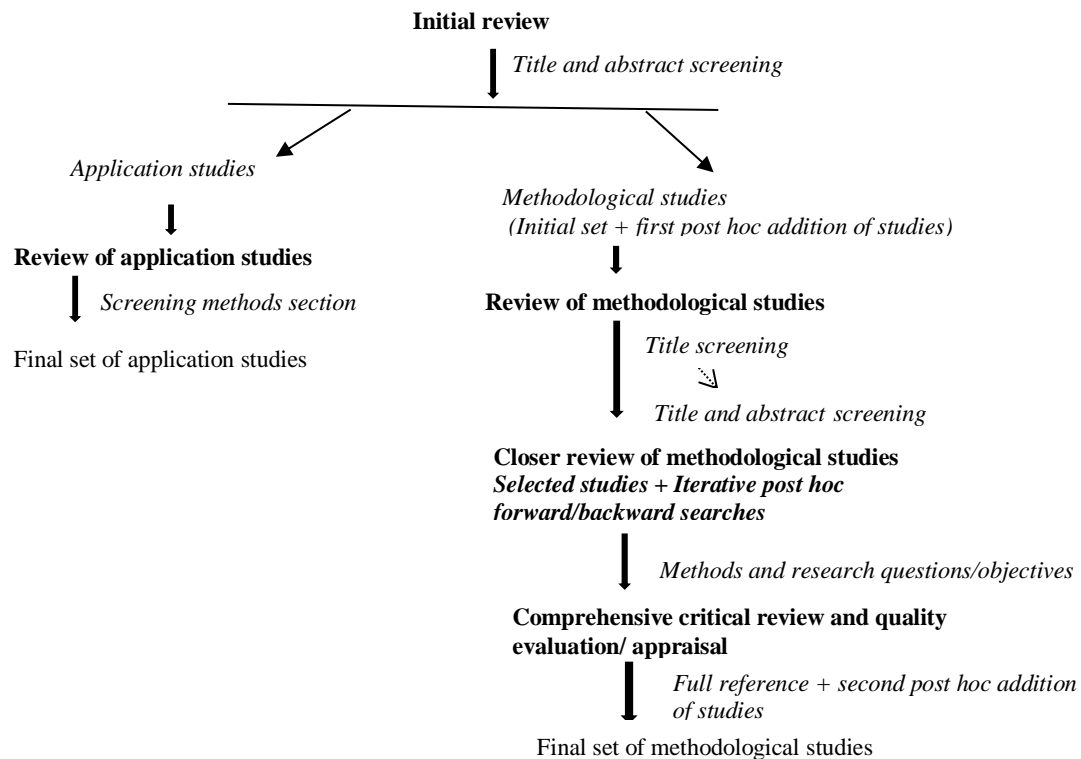 Initial review
Title and abstract screening
Application studies
Review of application studies
Screening methods section
Final set of application studies
Methodological studies
(Initial set + first post hoc addition of studies)
Review of methodological studies
Title screening
Title and abstract screening
Closer review of methodological studies
Selected studies + Iterative post hoc
forward/backward searches
Methods and research questions/objectives
Comprehensive critical review and quality
evaluation/ appraisal
Full reference + second post hoc addition
of studies
Final set of methodological studies